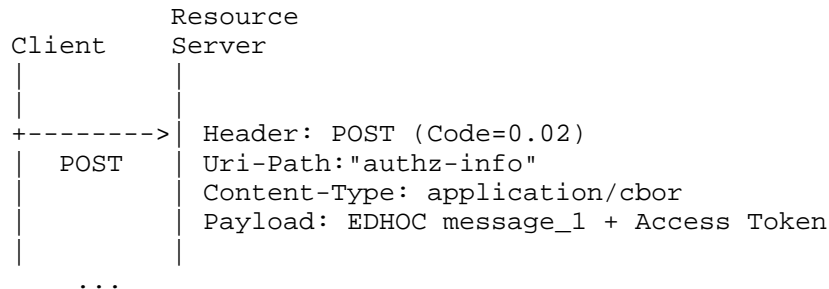 Resource
Client Server
Header: POST (Code=0.02)
POST Uri-Path:"authz-info"
Content-Type: application/cbor
Payload: EDHOC message_1 + Access Token
...